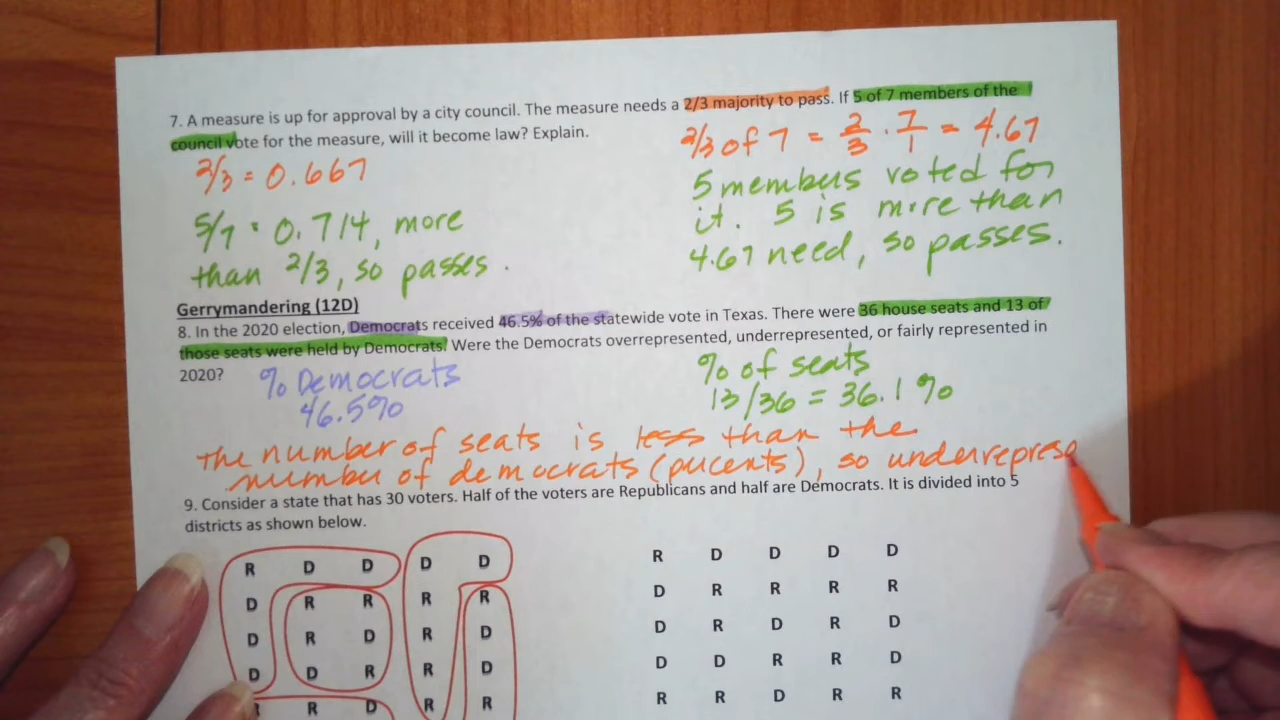 7. A measure is up for approval by a city council. The measure needs a 2/3 majority to pass. If 5 of 7 members of the
council vote for the measure, will it become law? Explain.
2/3 = 0.667
5/7 = 0.714, more
than 2/3, so passes.
2/3 of 7 = 2/3 · 7/1 = 4.67
5 members voted for
it. 5 is more than
4.67 need, so passes.
Gerrymandering (12D)
8. In the 2020 election, Democrats received 46.5% of the statewide vote in Texas. There were 36 house seats and 13 of
those seats were held by Democrats. Were the Democrats overrepresented, underrepresented, or fairly represented in
2020?
% Democrats
46.5%
% of seats
13/36 = 36.1%
the number of seats is less than the
number of democrats (percents), so underreprese
9. Consider a state that has 30 voters. Half of the voters are Republicans and half are Democrats. It is divided into 5
districts as shown below.
R D D D D
D R R R R
D R D R D
D D R R D
R D R R
R D D D D
D R R R R
D R D R D
D D R R D
R R D R R